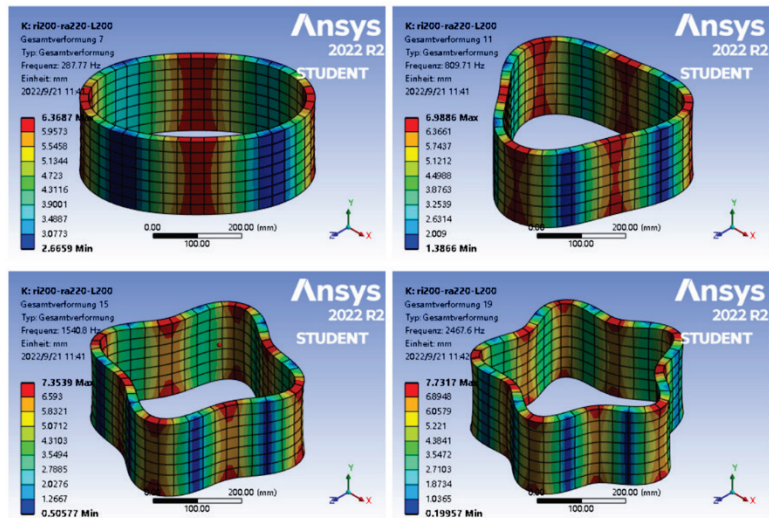 K: ri200-ra220-L200
Gesamtverformung 7
Typ: Gesamtverformung
Frequenz: 287.77 Hz
Einheit: mm
2022/9/21 11:41
6.3687 Max
5.9573
5.5458
5.1344
4.723
4.3116
3.9001
3.4887
3.0773
2.6659 Min
Ansys
2022 R2
STUDENT
0.00
200.00 (mm)
100.00
Y
Z
X
K: ri200-ra220-L200
Gesamtverformung 11
Typ: Gesamtverformung
Frequenz: 809.71 Hz
Einheit: mm
2022/9/21 11:41
6.9886 Max
6.3661
5.7437
5.1212
4.4988
3.8763
3.2539
2.6314
2.009
1.3866 Min
Ansys
2022 R2
STUDENT
0.00
200.00 (mm)
100.00
Y
Z
X
K: ri200-ra220-L200
Gesamtverformung 15
Typ: Gesamtverformung
Frequenz: 1540.8 Hz
Einheit: mm
2022/9/21 11:41
7.3539 Max
6.593
5.8321
5.0712
4.3103
3.5494
2.7885
2.0276
1.2667
0.50577 Min
Ansys
2022 R2
STUDENT
0.00
200.00 (mm)
100.00
Y
Z
X
K: ri200-ra220-L200
Gesamtverformung 19
Typ: Gesamtverformung
Frequenz: 2467.6 Hz
Einheit: mm
2022/9/21 11:42
7.7317 Max
6.8948
6.0579
5.221
4.3841
3.5472
2.7103
1.8734
1.0365
0.19957 Min
Ansys
2022 R2
STUDENT
0.00
200.00 (mm)
100.00
Y
Z
X